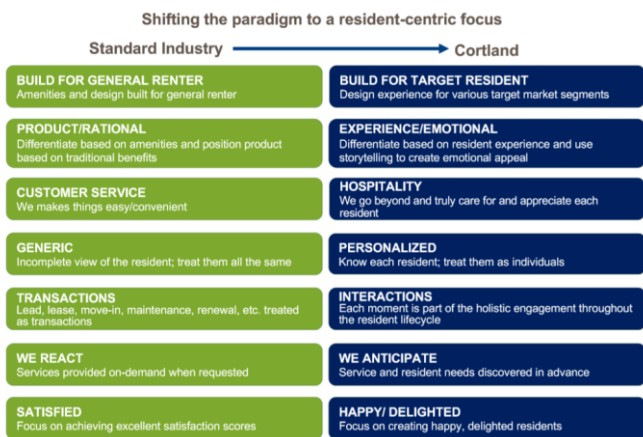 Shifting the paradigm to a resident-centric focus
Standard Industry
Cortland
BUILD FOR GENERAL RENTER
Amenities and design built for general renter
BUILD FOR TARGET RESIDENT
Design experience for various target market segments
PRODUCT/RATIONAL
Differentiate based on amenities and position product
based on traditional benefits
EXPERIENCE/EMOTIONAL
Differentiate based on resident experience and use
storytelling to create emotional appeal
CUSTOMER SERVICE
We makes things easy/convenient
HOSPITALITY
We go beyond and truly care for and appreciate each
resident
GENERIC
Incomplete view of the resident; treat them all the same
PERSONALIZED
Know each resident; treat them as individuals
TRANSACTIONS
Lead, lease, move-in, maintenance, renewal, etc. treated
as transactions
INTERACTIONS
Each moment is part of the holistic engagement throughout
the resident lifecycle
WE REACT
Services provided on-demand when requested
WE ANTICIPATE
Service and resident needs discovered in advance
SATISFIED
Focus on achieving excellent satisfaction scores
HAPPY/ DELIGHTED
Focus on creating happy, delighted residents